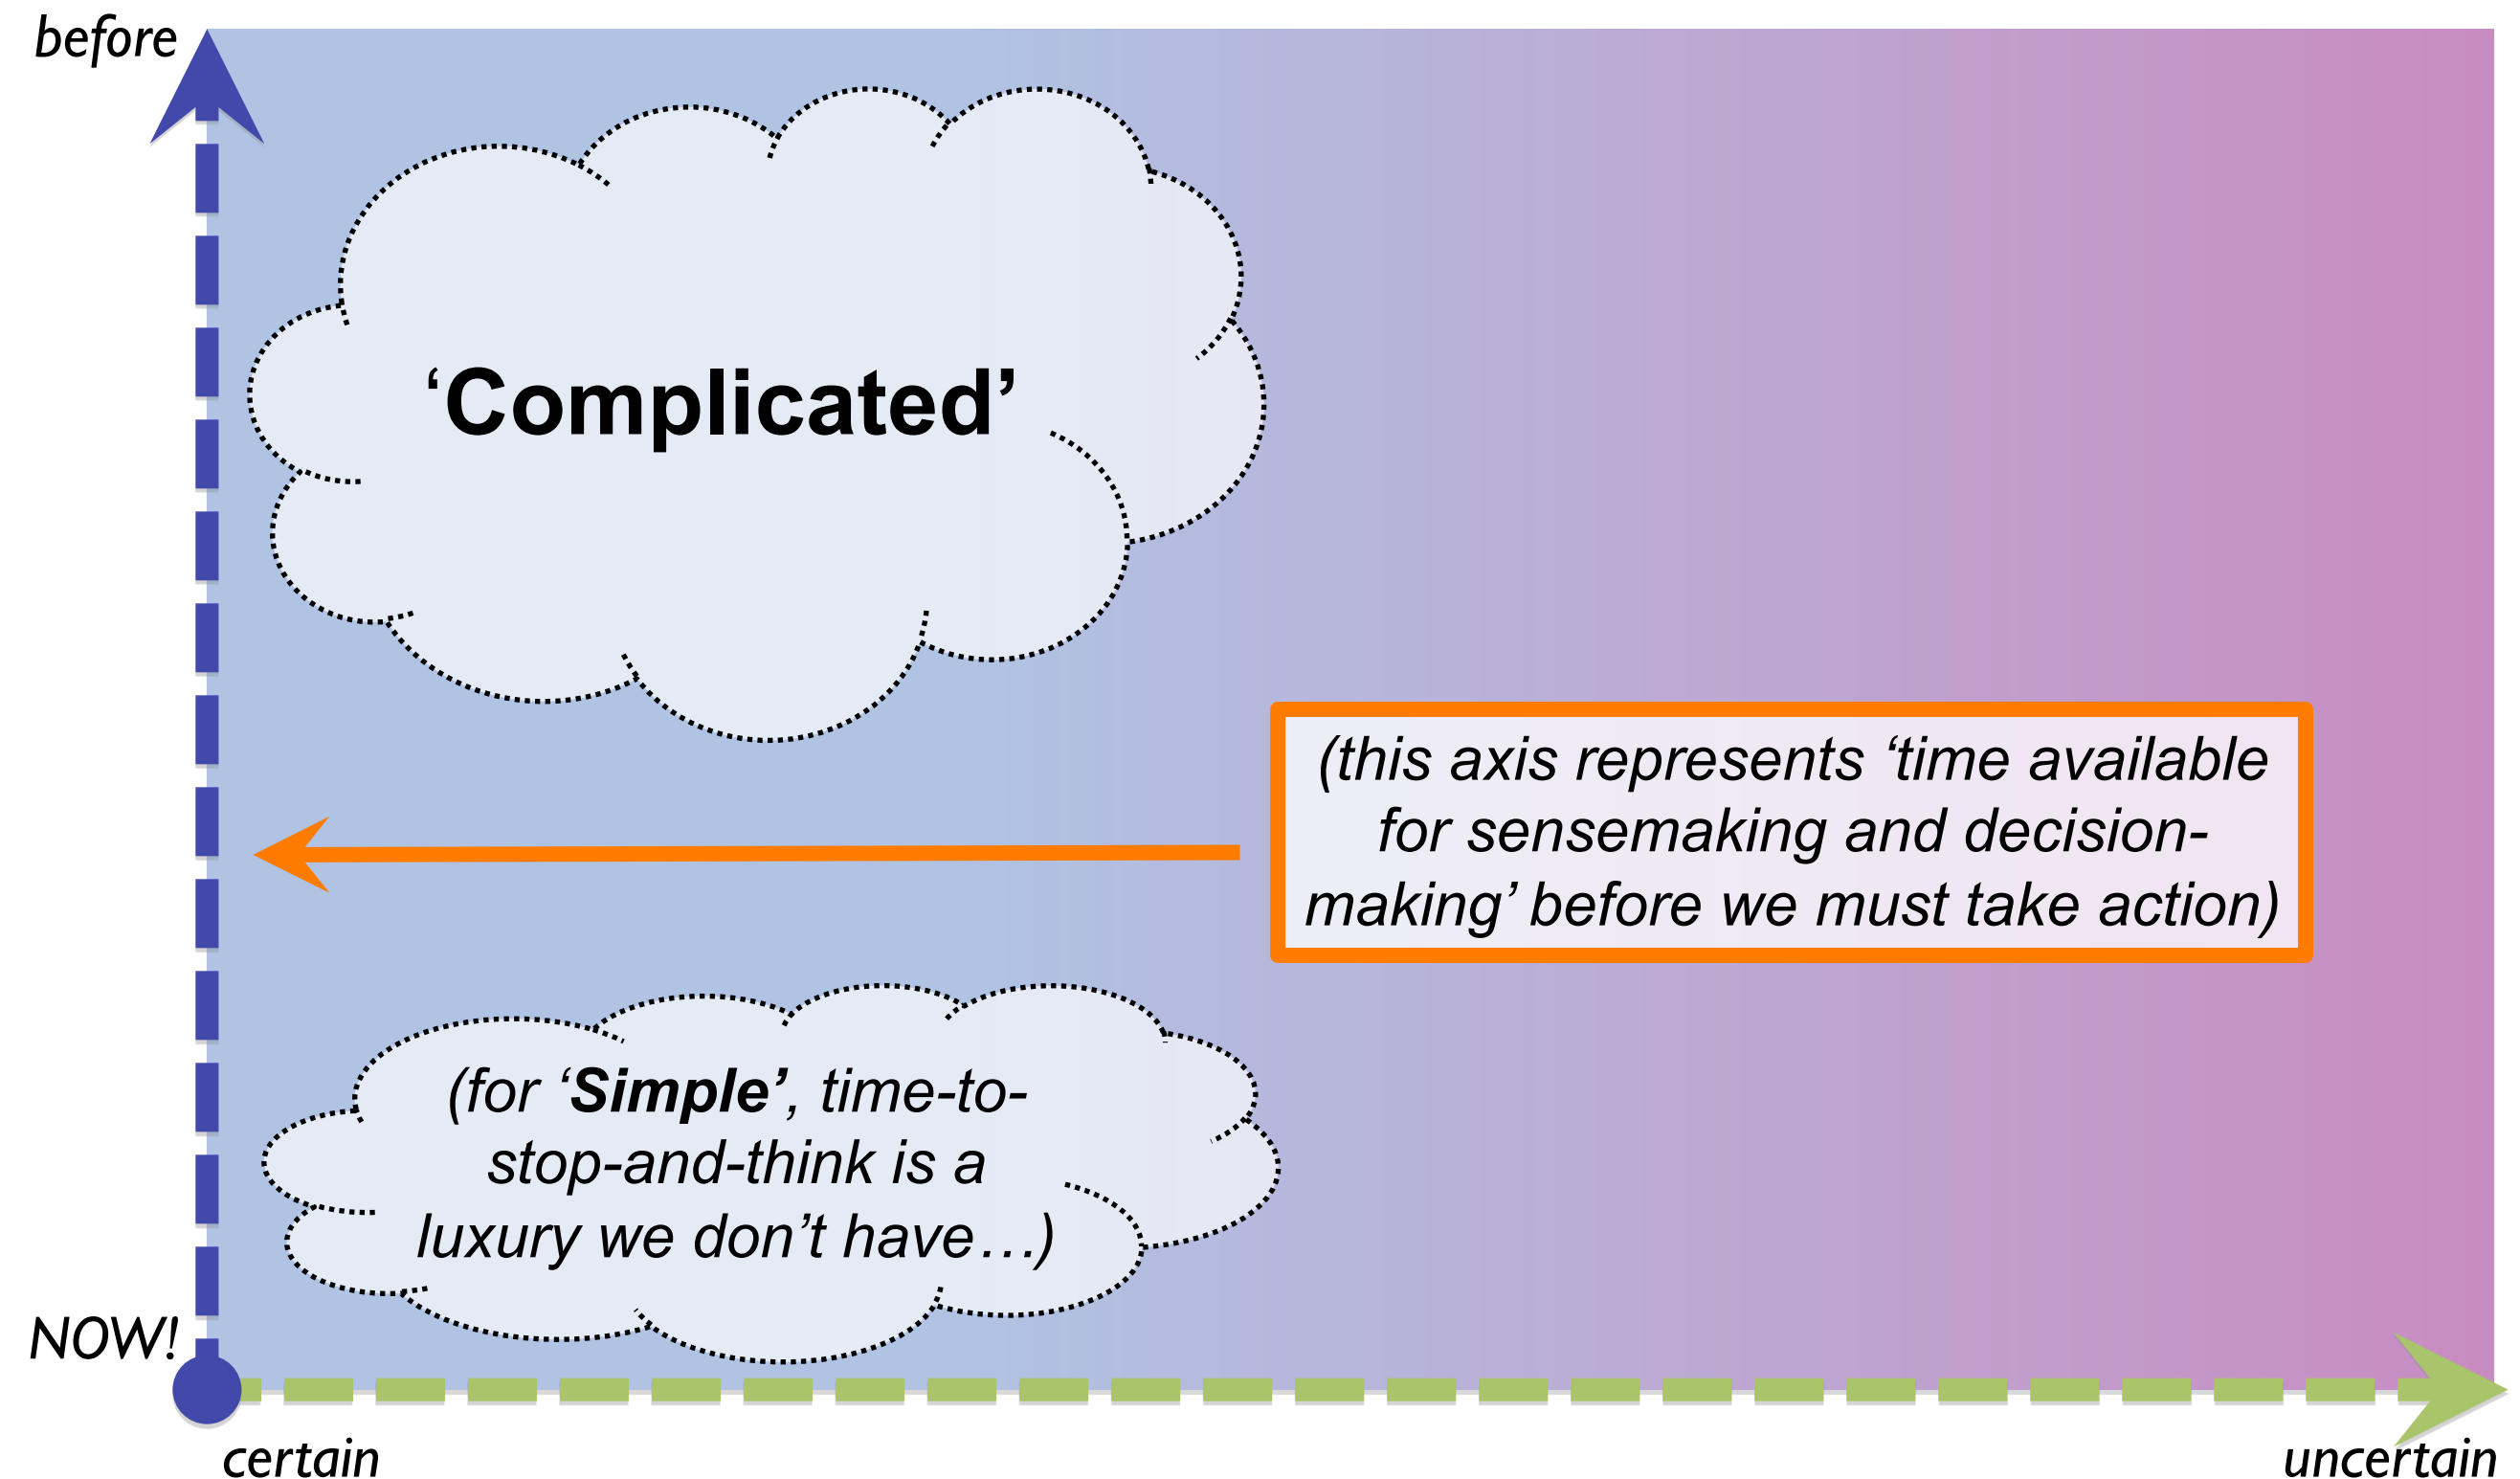 before
‘Complicated’
(this axis represents ‘time available
for sensemaking and decision-
making’ before we must take action)
(for ‘Simple’, time-to-
stop-and-think is a
luxury we don’t have…)
NOW!
certain
uncertain